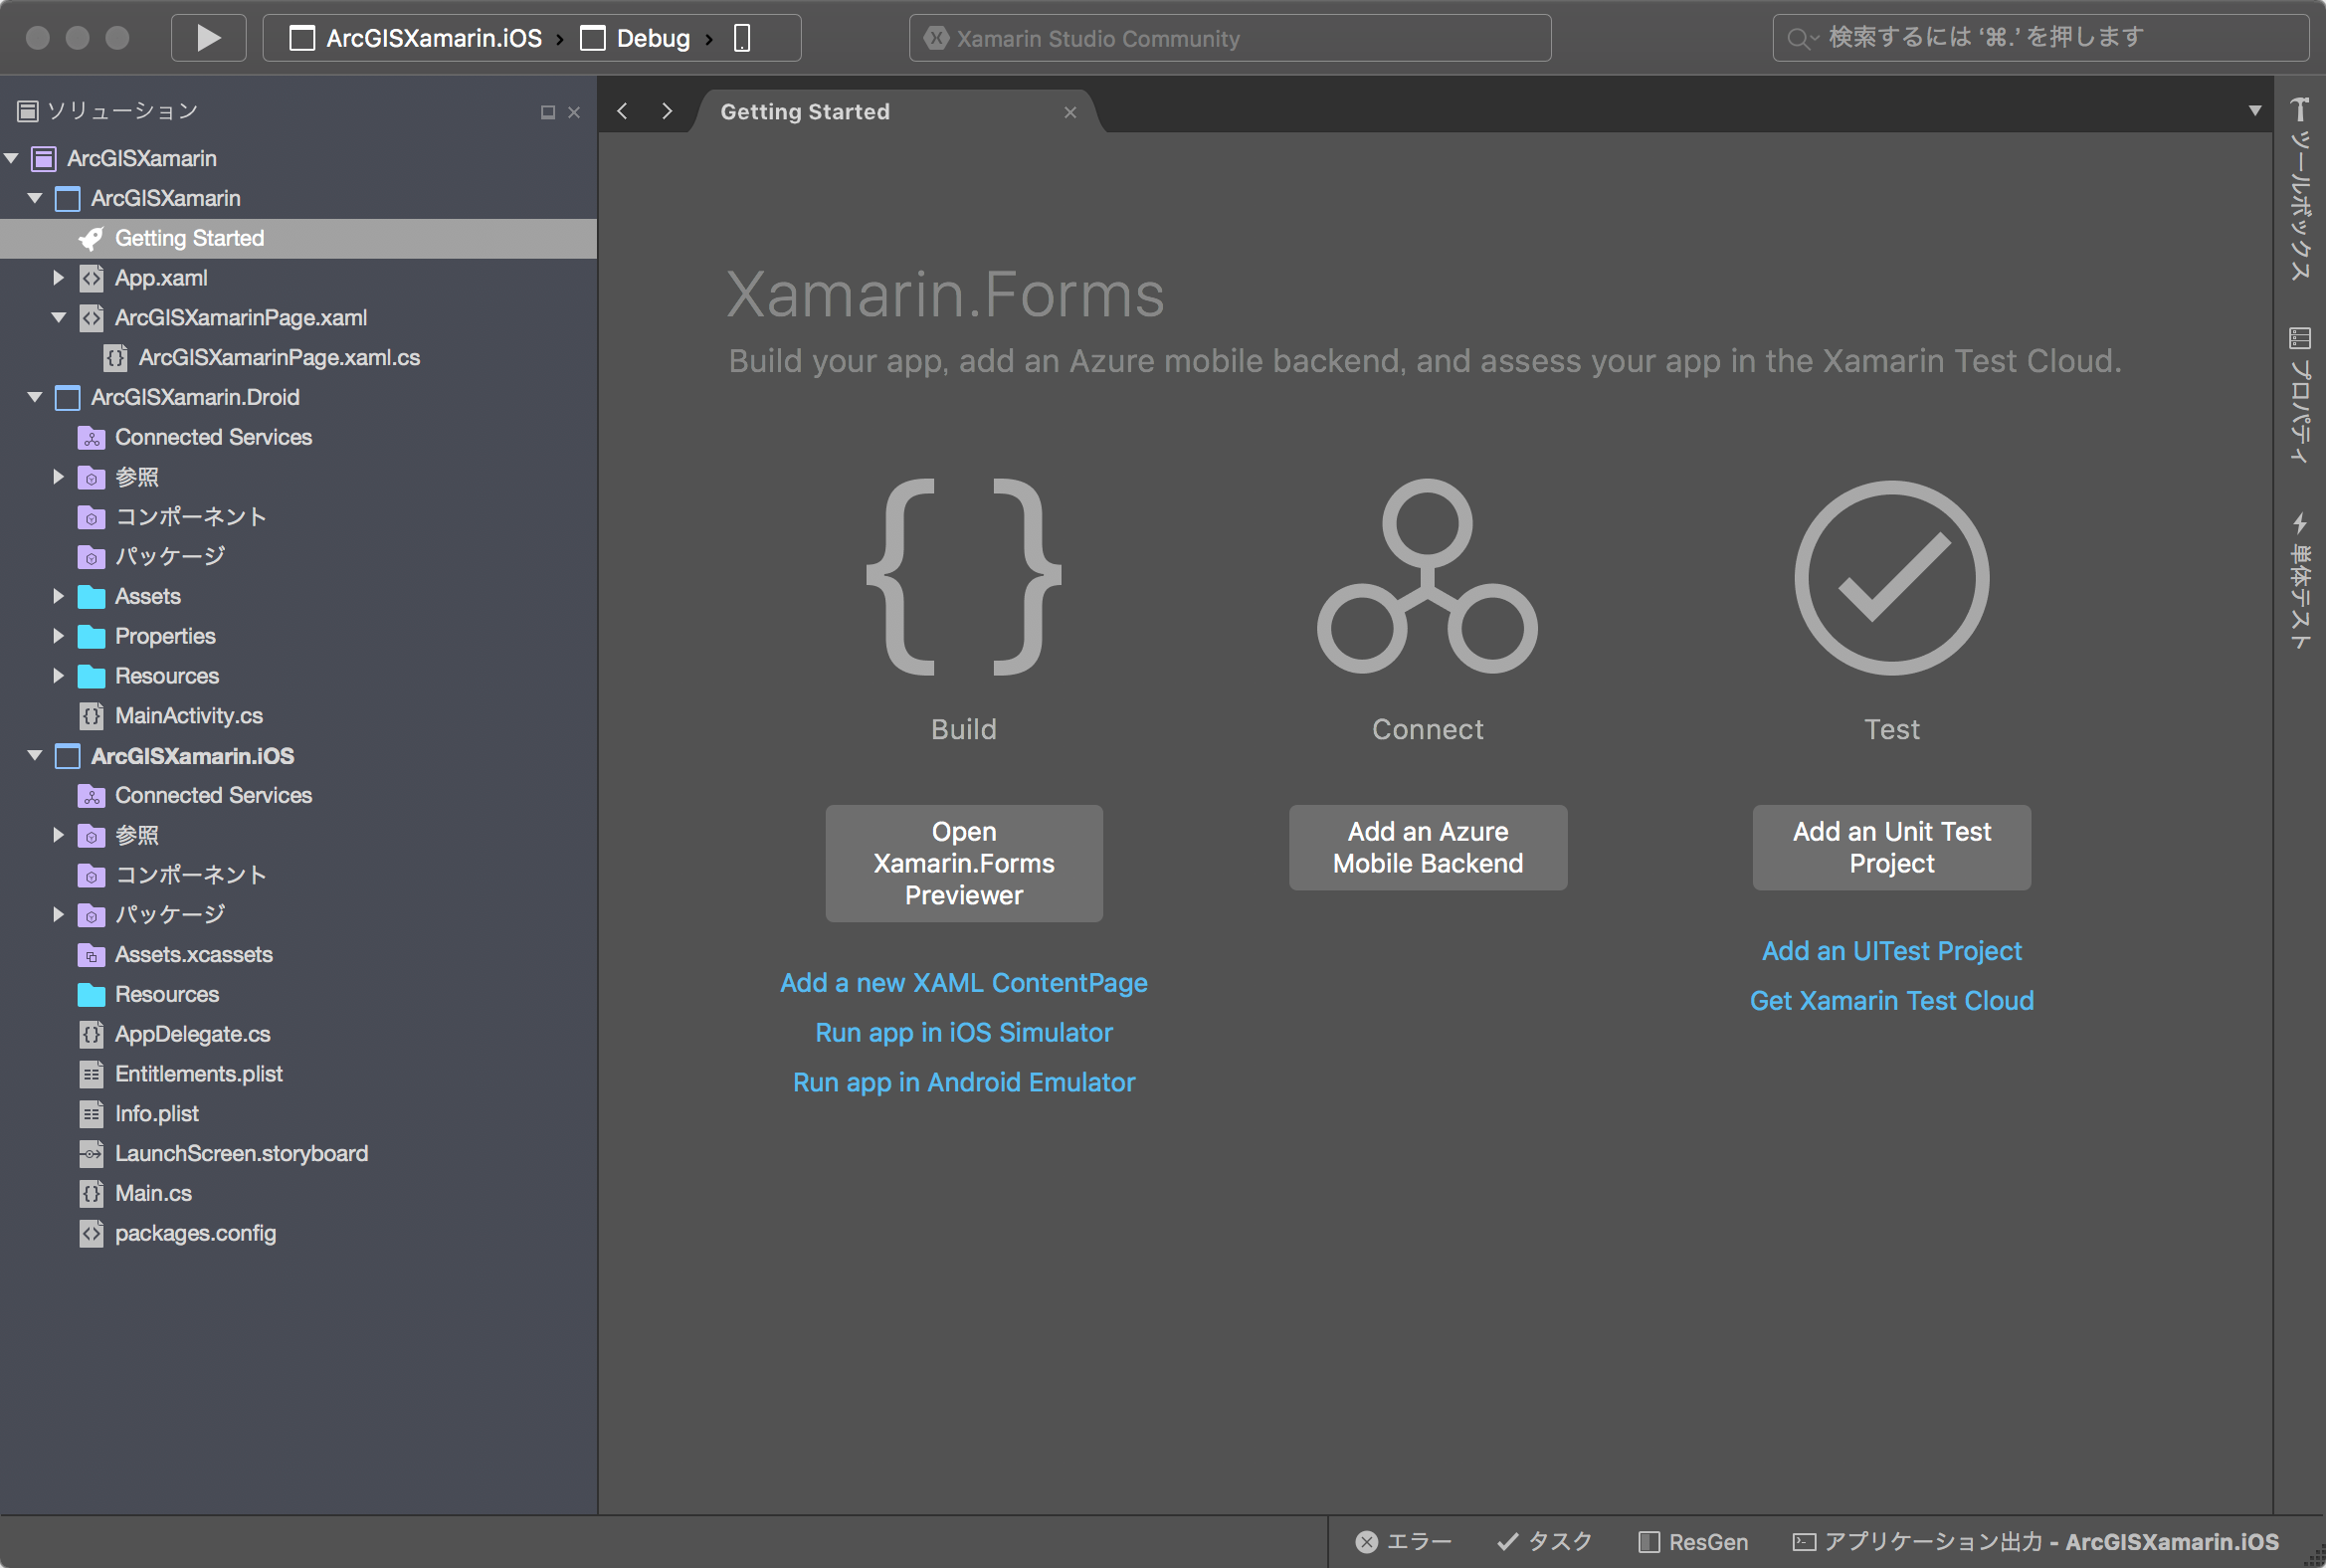 ArcGISXamarin.iOS › Debug ›
Xamarin Studio Community
検索するには ‘⌘.’ を押します
ソリューション
ArcGISXamarin
ArcGISXamarin
Getting Started
App.xaml
ArcGISXamarinPage.xaml
ArcGISXamarinPage.xaml.cs
ArcGISXamarin.Droid
Connected Services
参照
コンポーネント
パッケージ
Assets
Properties
Resources
MainActivity.cs
ArcGISXamarin.iOS
Connected Services
参照
コンポーネント
パッケージ
Assets.xcassets
Resources
AppDelegate.cs
Entitlements.plist
Info.plist
LaunchScreen.storyboard
Main.cs
packages.config
Getting Started
Xamarin.Forms
Build your app, add an Azure mobile backend, and assess your app in the Xamarin Test Cloud.
Build
Open
Xamarin.Forms
Previewer
Add a new XAML ContentPage
Run app in iOS Simulator
Run app in Android Emulator
Connect
Add an Azure
Mobile Backend
Test
Add an Unit Test
Project
Add an UITest Project
Get Xamarin Test Cloud
ツールボックス
プロパティ
単体テスト
エラー
タスク
ResGen
アプリケーション出力 - ArcGISXamarin.iOS